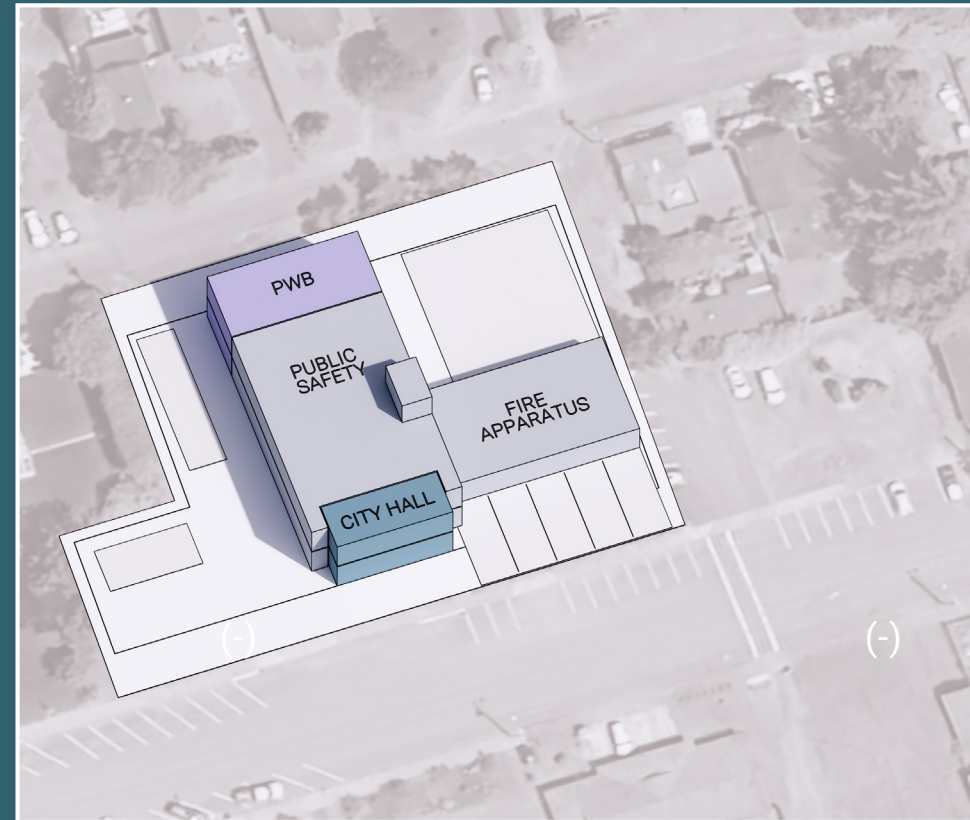 PWB
PUBLIC
SAFETY
FIRE
APPARATUS
CITY HALL
(-)
(-)